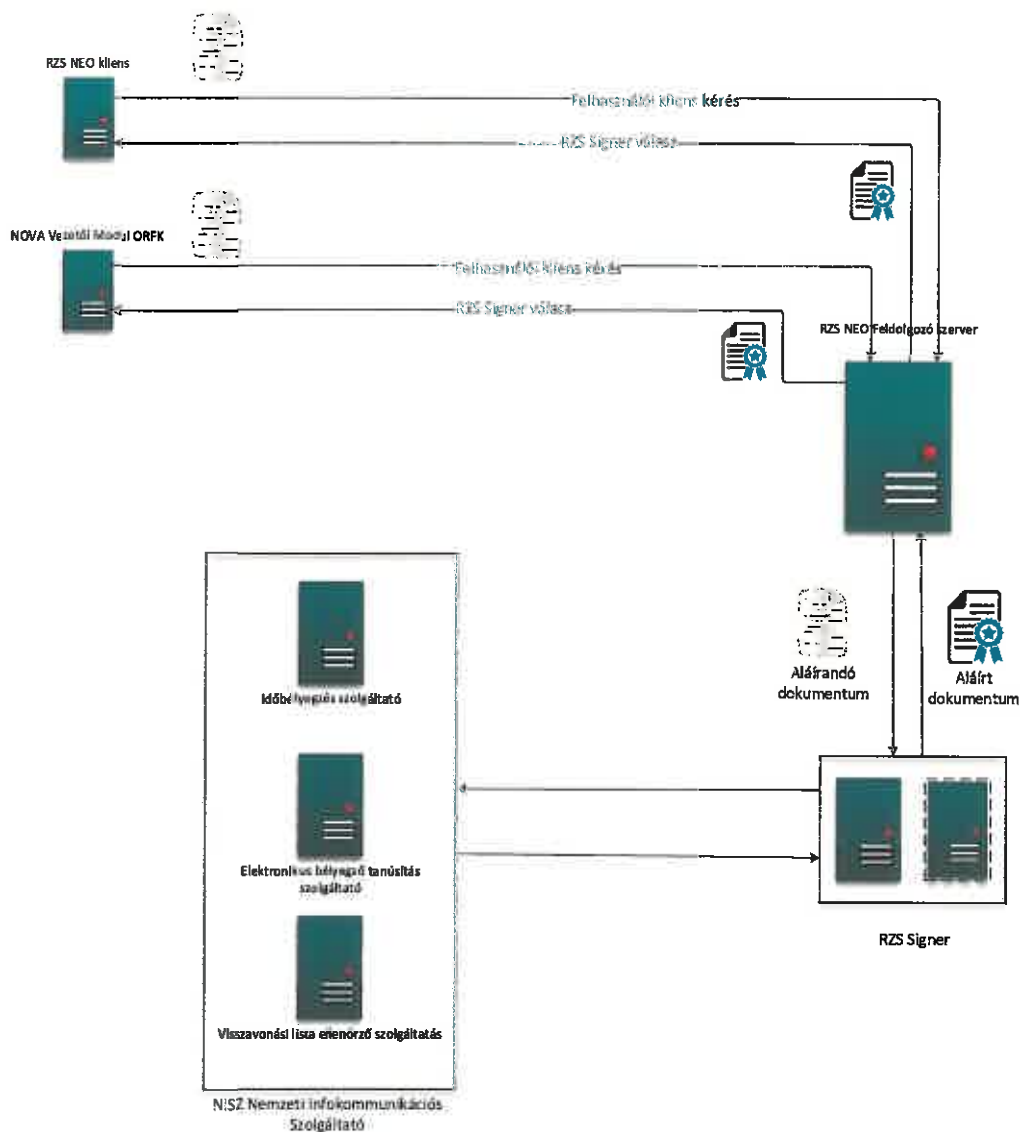 RZS NEO kliens
Felhasználói kliens kérés
RZS Signer válasz
NOVA Vezetői Modul ORFK
Felhasználói kliens kérés
RZS Signer válasz
RZS NEO Feldolgozó szerver
Aláírandó
dokumentum
Aláírt
dokumentum
Időbélyegzés szolgáltató
Elektronikus bélyegző tanúsítás
szolgáltató
RZS Signer
Visszavonási lista ellenőrző szolgáltatás
NISZ Nemzeti Infokommunikációs
Szolgáltató